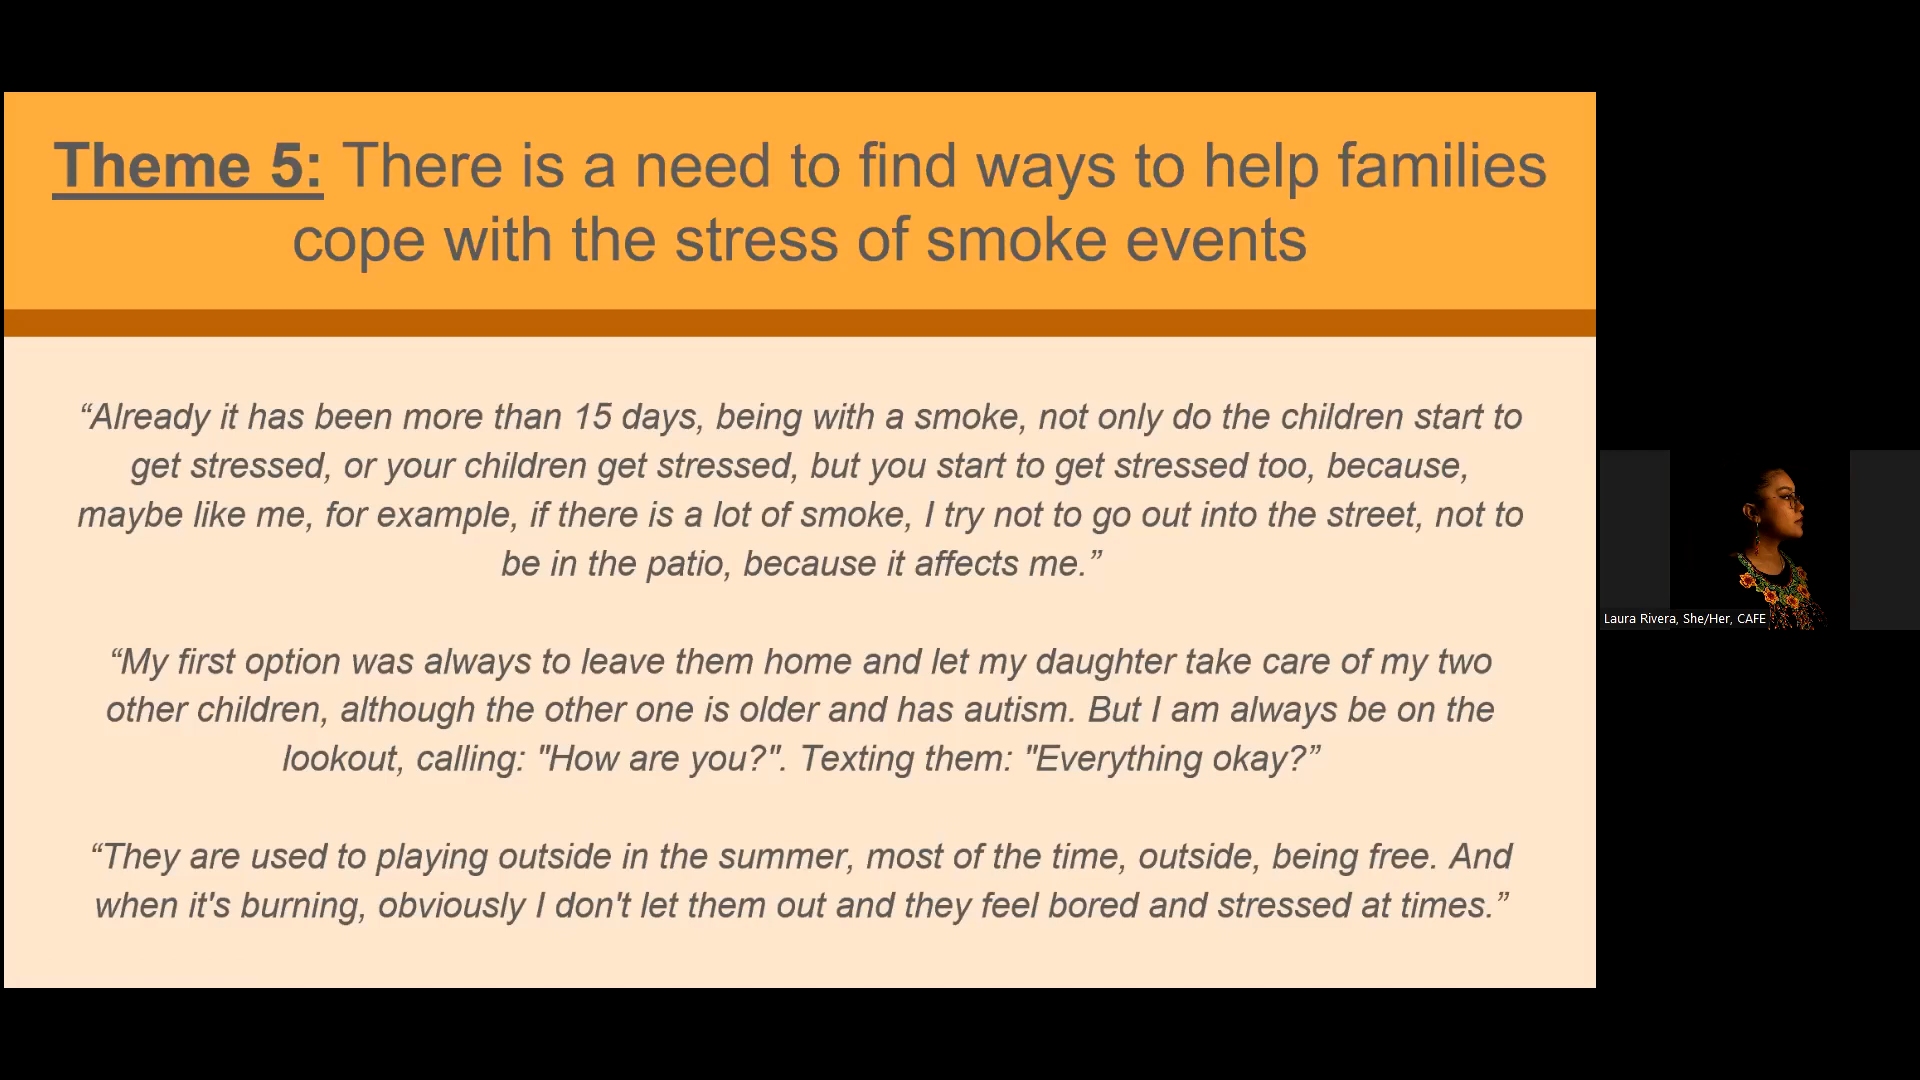 Theme 5: There is a need to find ways to help families
cope with the stress of smoke events
“Already it has been more than 15 days, being with a smoke, not only do the children start to
get stressed, or your children get stressed, but you start to get stressed too, because,
maybe like me, for example, if there is a lot of smoke, I try not to go out into the street, not to
be in the patio, because it affects me.”
“My first option was always to leave them home and let my daughter take care of my two
other children, although the other one is older and has autism. But I am always be on the
lookout, calling: "How are you?". Texting them: "Everything okay?”
“They are used to playing outside in the summer, most of the time, outside, being free. And
when it's burning, obviously I don't let them out and they feel bored and stressed at times.”
Laura Rivera, She/Her, CAFE